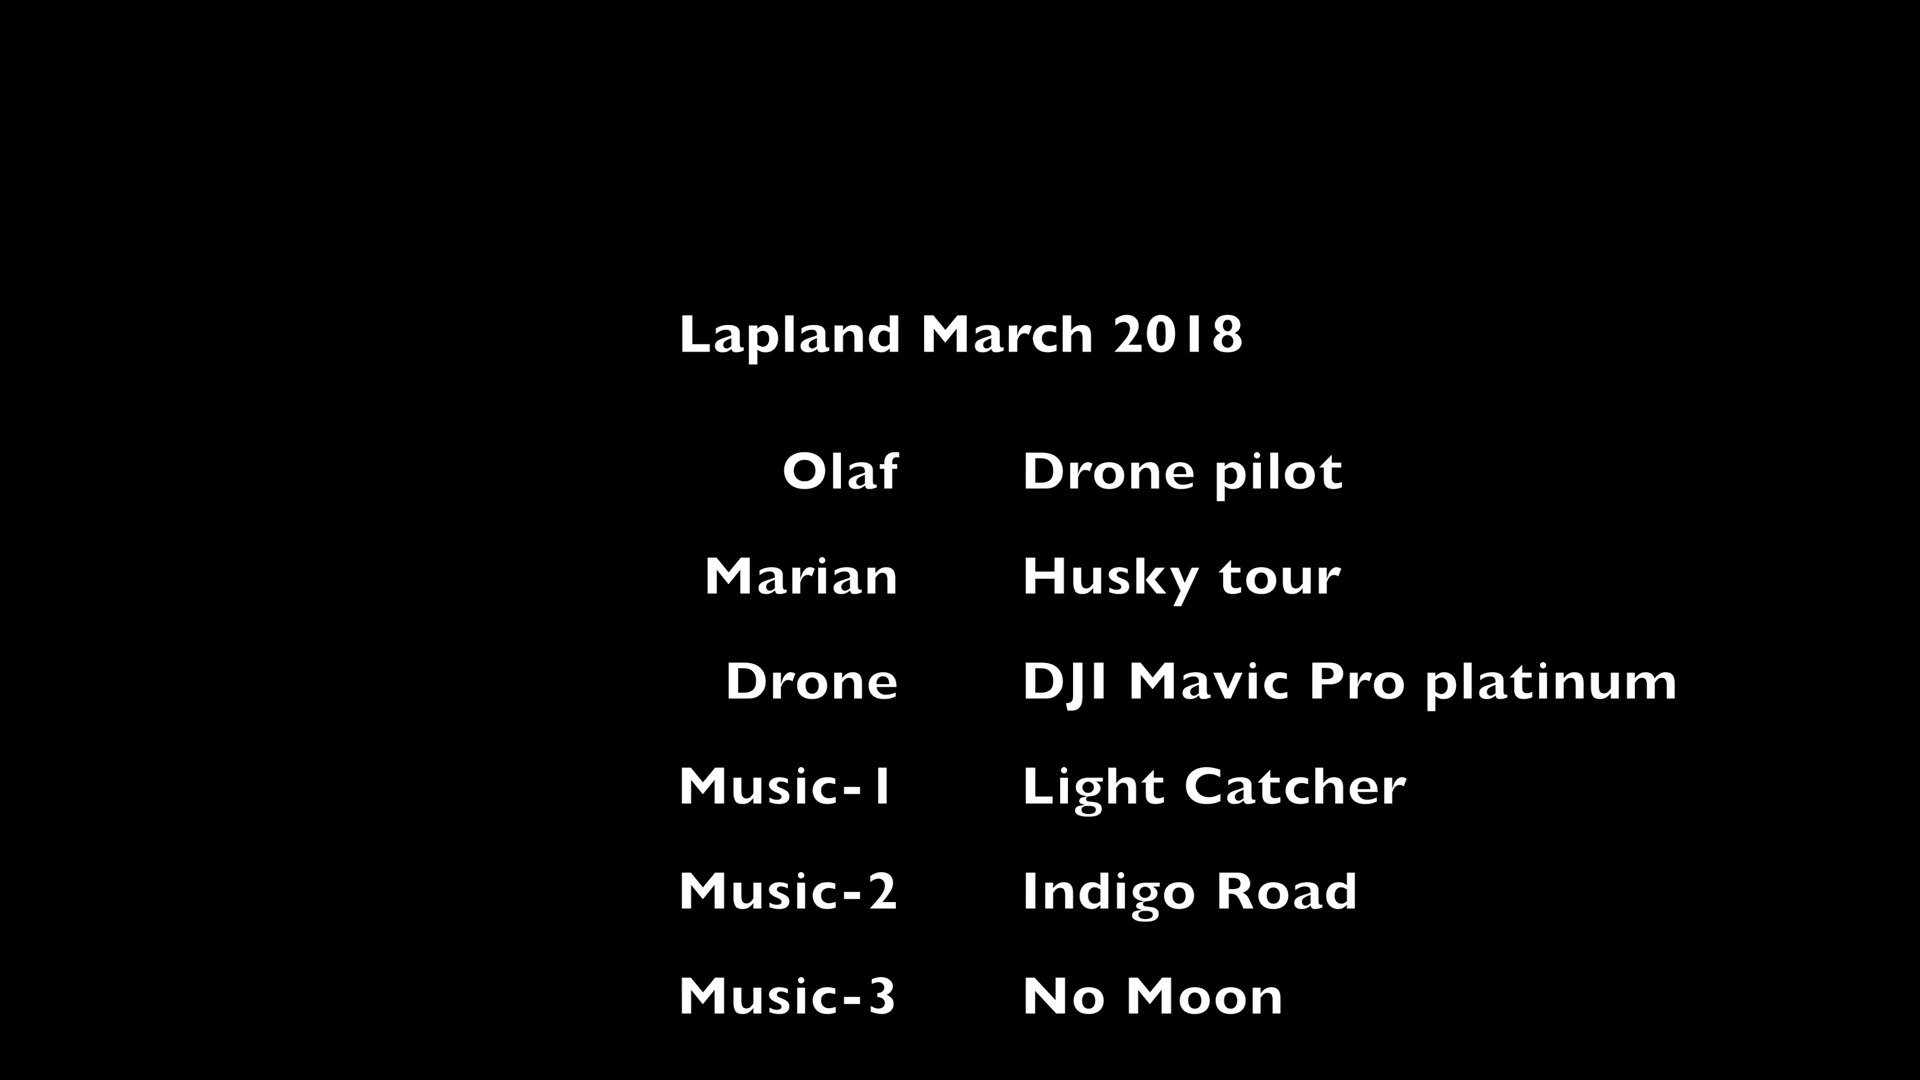 Lapland March 2018
Olaf Drone pilot
Marian Husky tour
Drone DJI Mavic Pro platinum
Music-1 Light Catcher
Music-2 Indigo Road
Music-3 No Moon